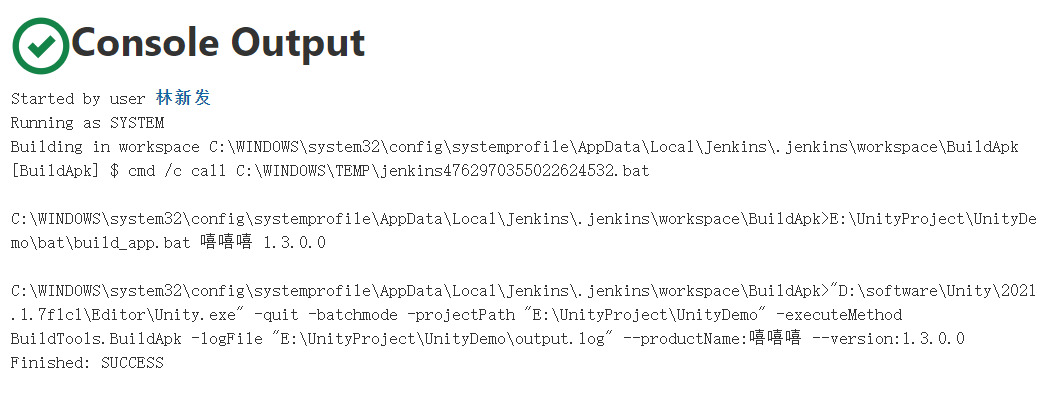 Console Output
Started by user 林新发
Running as SYSTEM
Building in workspace C:\WINDOWS\system32\config\systemprofile\AppData\Local\Jenkins\.jenkins\workspace\BuildApk
[BuildApk] $ cmd /c call C:\WINDOWS\TEMP\jenkins4762970355022624532.bat
C:\WINDOWS\system32\config\systemprofile\AppData\Local\Jenkins\.jenkins\workspace\BuildApk>E:\UnityProject\UnityDe
mo\bat\build_app.bat 嘻嘻嘻 1.3.0.0
C:\WINDOWS\system32\config\systemprofile\AppData\Local\Jenkins\.jenkins\workspace\BuildApk>"D:\software\Unity\2021
.1.7f1c1\Editor\Unity.exe" -quit -batchmode -projectPath "E:\UnityProject\UnityDemo" -executeMethod
BuildTools.BuildApk -logFile "E:\UnityProject\UnityDemo\output.log" --productName:嘻嘻嘻 --version:1.3.0.0
Finished: SUCCESS